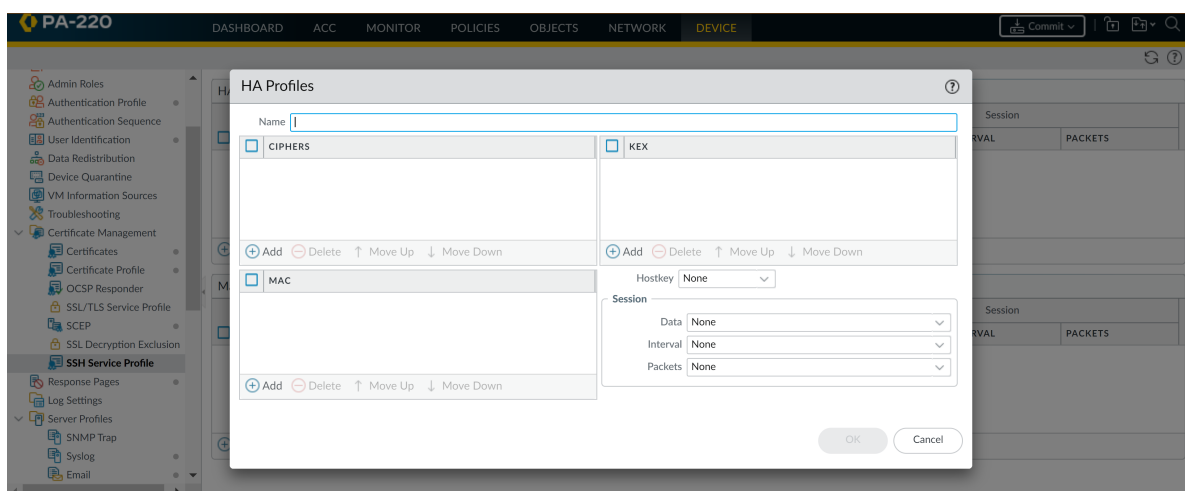 PA-220
DASHBOARD ACC MONITOR POLICIES OBJECTS NETWORK DEVICE
Commit
Admin Roles
Authentication Profile
Authentication Sequence
User Identification
Data Redistribution
Device Quarantine
VM Information Sources
Troubleshooting
Certificate Management
Certificates
Certificate Profile
OCSP Responder
SSL/TLS Service Profile
SCEP
SSL Decryption Exclusion
SSH Service Profile
Response Pages
Log Settings
Server Profiles
SNMP Trap
Syslog
Email
HA Profiles
Name
CIPHERS
Add Delete Move Up Move Down
KEX
Add Delete Move Up Move Down
MAC
Add Delete Move Up Move Down
Hostkey None
Session
Data None
Interval None
Packets None
OK Cancel
Session
RVAL PACKETS
Session
RVAL PACKETS